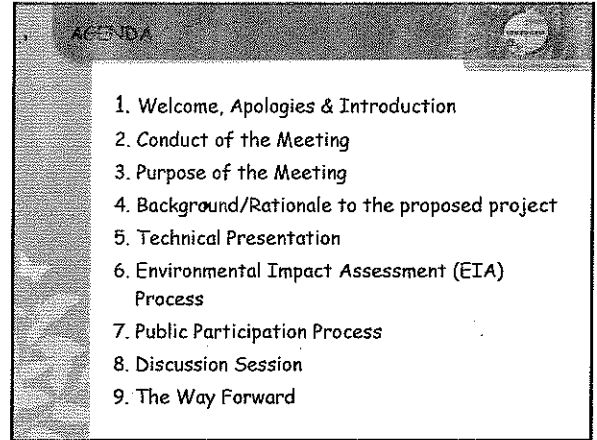 AGENDA
1. Welcome, Apologies & Introduction
2. Conduct of the Meeting
3. Purpose of the Meeting
4. Background/Rationale to the proposed project
5. Technical Presentation
6. Environmental Impact Assessment (EIA)
Process
7. Public Participation Process
8. Discussion Session
9. The Way Forward